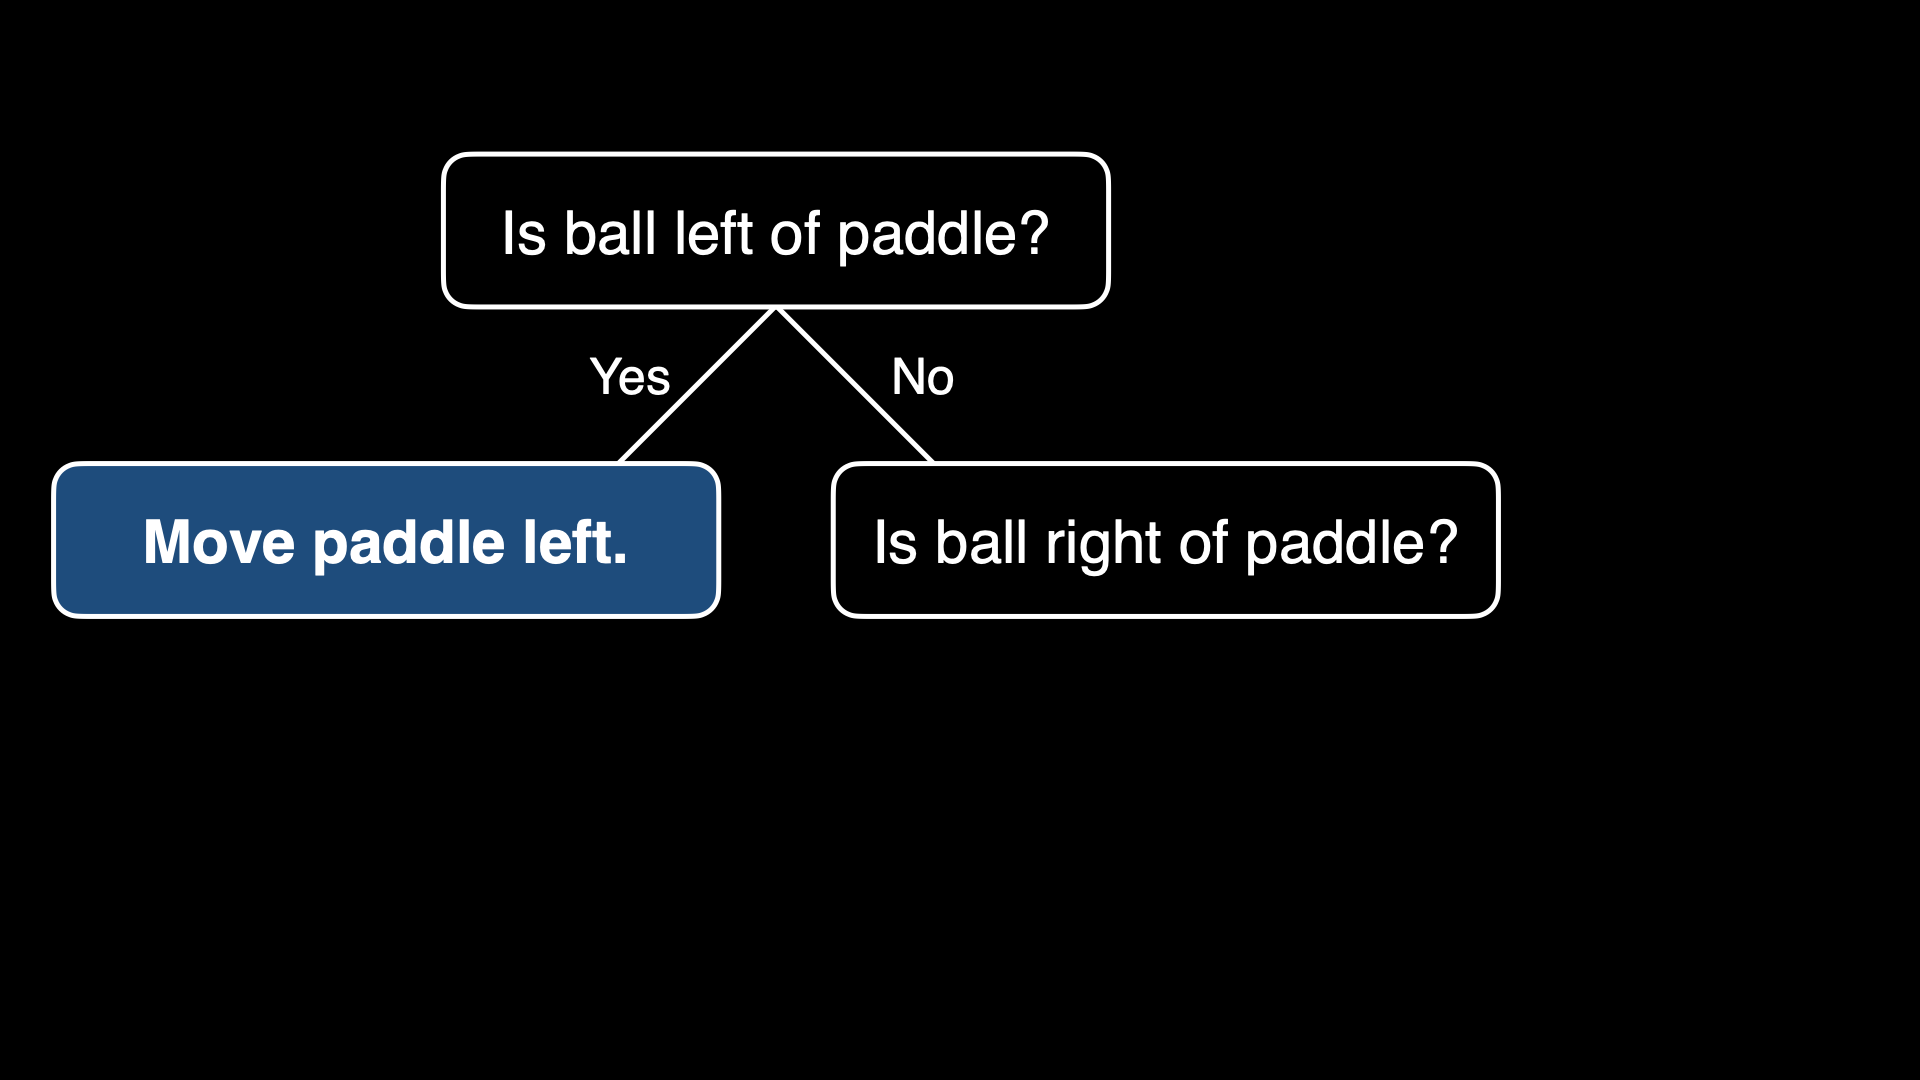 Is ball left of paddle?
Yes
No
Move paddle left.
Is ball right of paddle?